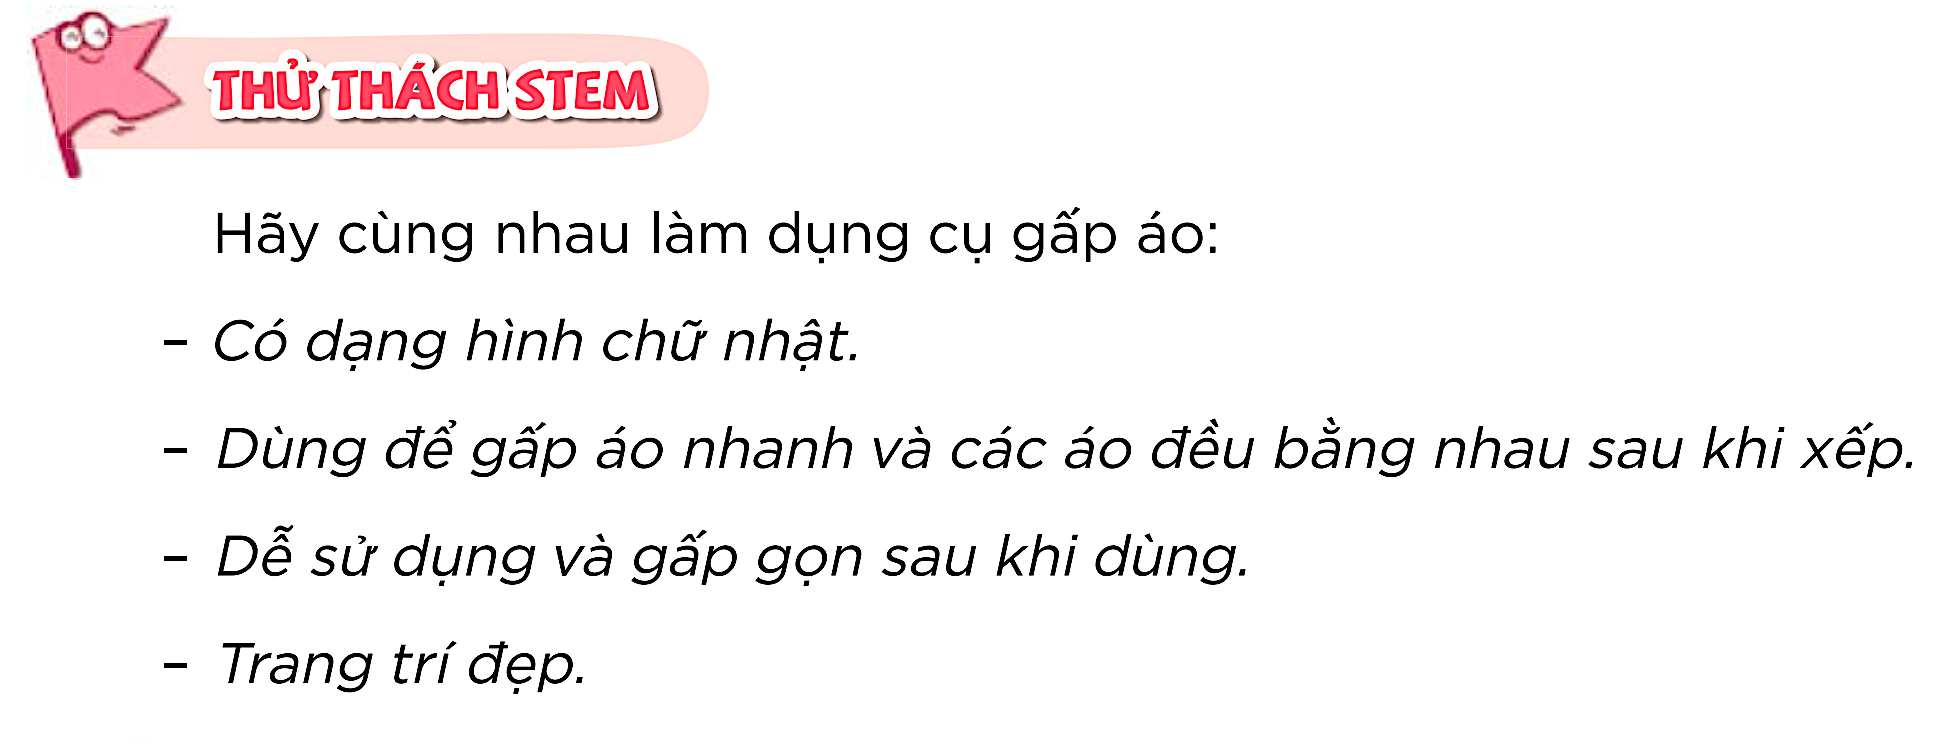 THỬ THÁCH STEM
Hãy cùng nhau làm dụng cụ gấp áo:
– Có dạng hình chữ nhật.
– Dùng để gấp áo nhanh và các áo đều bằng nhau sau khi xếp.
– Dễ sử dụng và gấp gọn sau khi dùng.
– Trang trí đẹp.